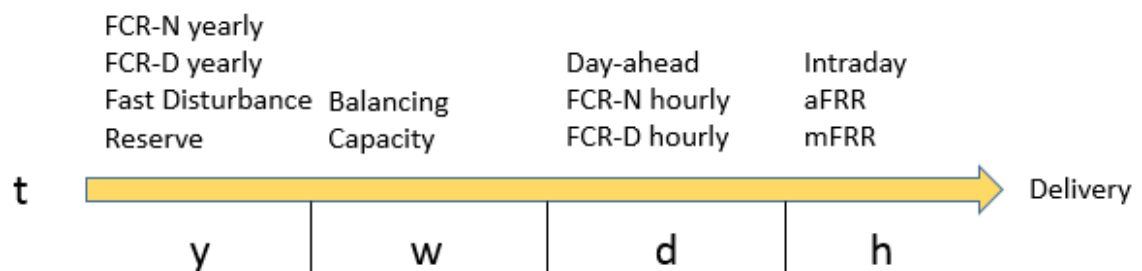 FCR-N yearly
FCR-D yearly
Fast Disturbance
Reserve
Balancing
Capacity
Day-ahead
FCR-N hourly
FCR-D hourly
Intraday
aFRR
mFRR
t
Delivery
y
w
d
h